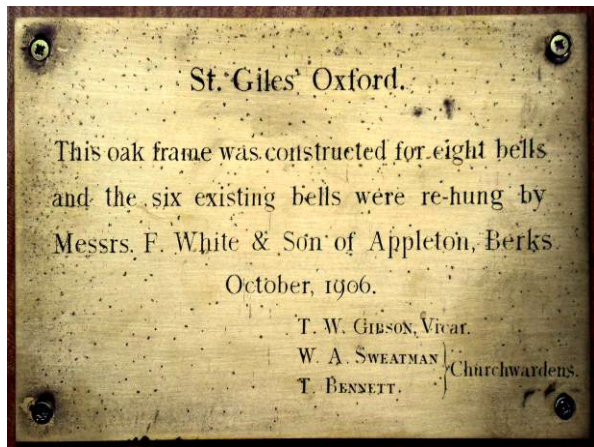 St. Giles' Oxford.
This oak frame was constructed for eight bells
and the six existing bells were re-hung by
Messrs. F. White & Son of Appleton, Berks
October, 1906.
T. W. Gibson, Vicar.
W. A. Sweatman
T. Bennett.
Churchwardens.